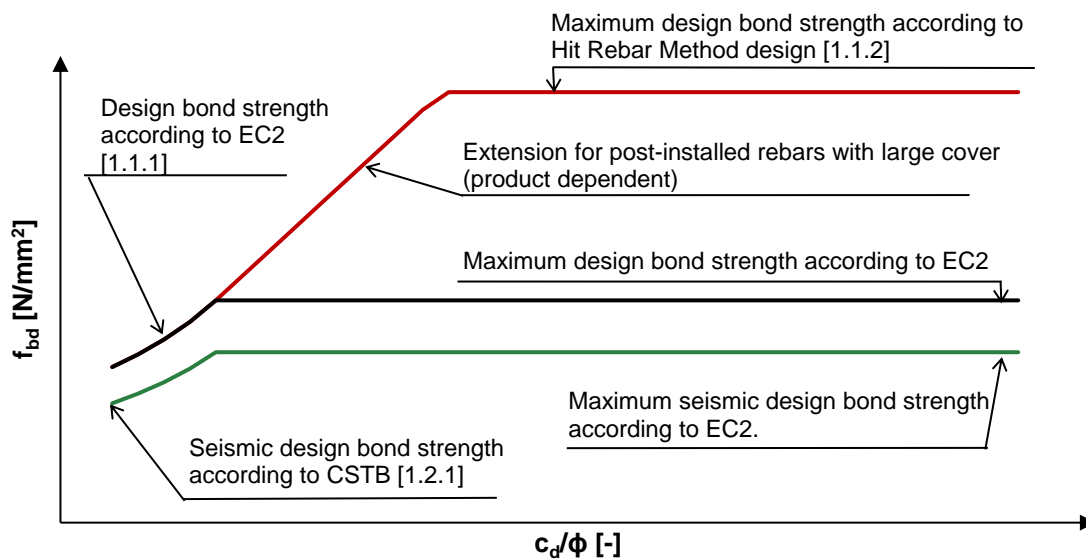 Maximum design bond strength according to
Hit Rebar Method design [1.1.2]
Design bond strength
according to EC2
[1.1.1]
Extension for post-installed rebars with large cover
(product dependent)
Maximum design bond strength according to EC2
f_bd [N/mm²]
Maximum seismic design bond strength
according to EC2.
Seismic design bond strength
according to CSTB [1.2.1]
c_d/ϕ [-]